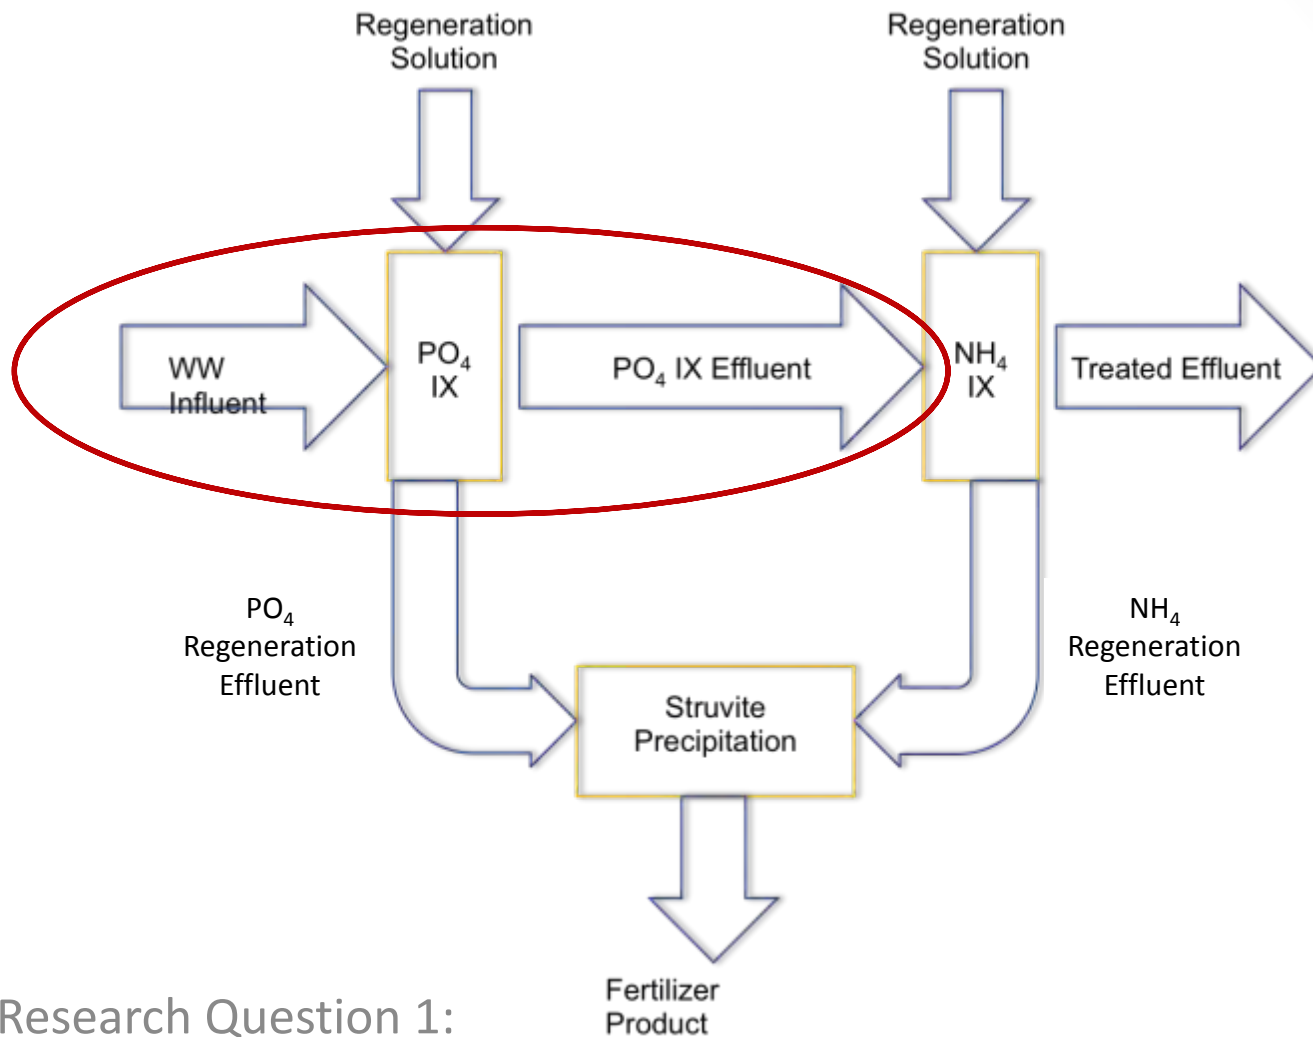 Regeneration
Solution
Regeneration
Solution
WW
Influent
PO₄
IX
PO₄ IX Effluent
NH₄
IX
Treated Effluent
PO₄
Regeneration
Effluent
NH₄
Regeneration
Effluent
Struvite
Precipitation
Fertilizer
Product
Research Question 1: